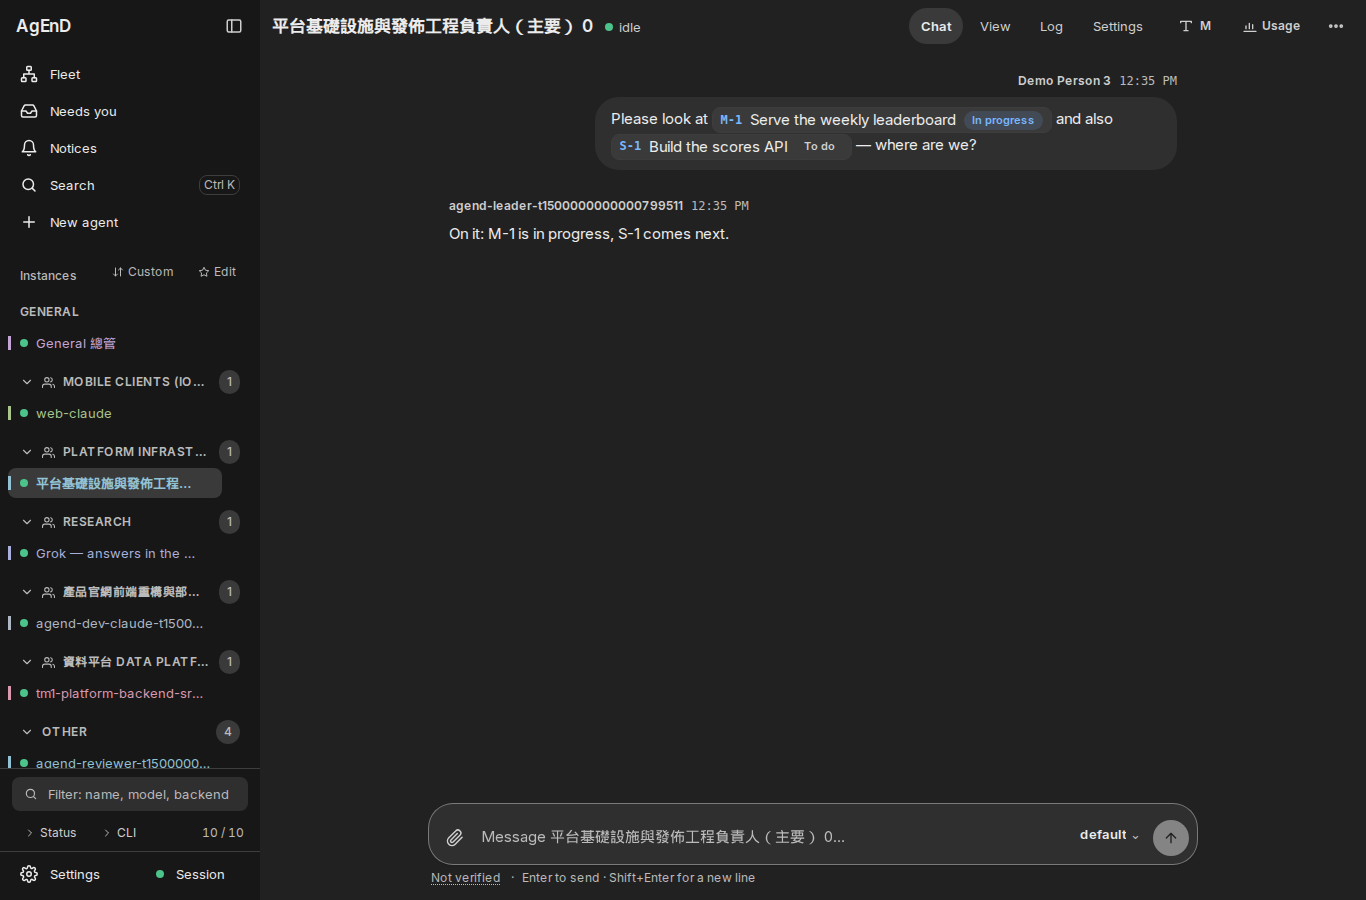 AgEnD
Fleet
Needs you
Notices
Search Ctrl K
New agent
Instances Custom Edit
GENERAL
General 總管
MOBILE CLIENTS (IO... 1
web-claude
PLATFORM INFRAST... 1
平台基礎設施與發佈工程...
RESEARCH 1
Grok — answers in the ...
產品官網前端重構與部... 1
agend-dev-claude-t1500...
資料平台 DATA PLATF... 1
tm1-platform-backend-sr...
OTHER 4
agend-reviewer-t1500000...
Filter: name, model, backend
Status CLI 10 / 10
Settings Session
平台基礎設施與發佈工程負責人（主要）0 idle
Chat View Log Settings M Usage
Demo Person 3 12:35 PM
Please look at M-1 Serve the weekly leaderboard In progress and also
S-1 Build the scores API To do — where are we?
agend-leader-t1500000000000799511 12:35 PM
On it: M-1 is in progress, S-1 comes next.
Message 平台基礎設施與發佈工程負責人（主要）0...
default
Not verified · Enter to send · Shift+Enter for a new line